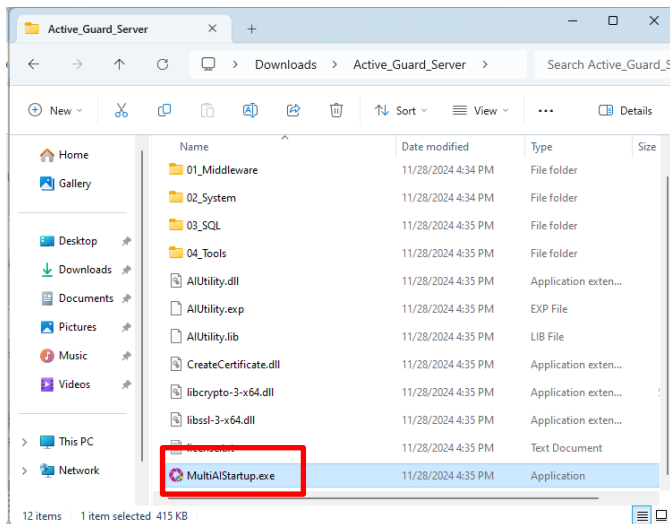 Active_Guard_Server
Downloads > Active_Guard_Server >
Search Active_Guard_S
New
Sort
View
Details
Home
Gallery
Desktop
Downloads
Documents
Pictures
Music
Videos
This PC
Network
Name Date modified Type Size
01_Middleware 11/28/2024 4:34 PM File folder
02_System 11/28/2024 4:34 PM File folder
03_SQL 11/28/2024 4:35 PM File folder
04_Tools 11/28/2024 4:35 PM File folder
AIUtility.dll 11/28/2024 4:35 PM Application exten...
AIUtility.exp 11/28/2024 4:35 PM EXP File
AIUtility.lib 11/28/2024 4:35 PM LIB File
CreateCertificate.dll 11/28/2024 4:35 PM Application exten...
libcrypto-3-x64.dll 11/28/2024 4:35 PM Application exten...
libssl-3-x64.dll 11/28/2024 4:35 PM Application exten...
11/28/2024 4:35 PM Text Document
MultiAIStartup.exe 11/28/2024 4:35 PM Application
12 items 1 item selected 415 KB